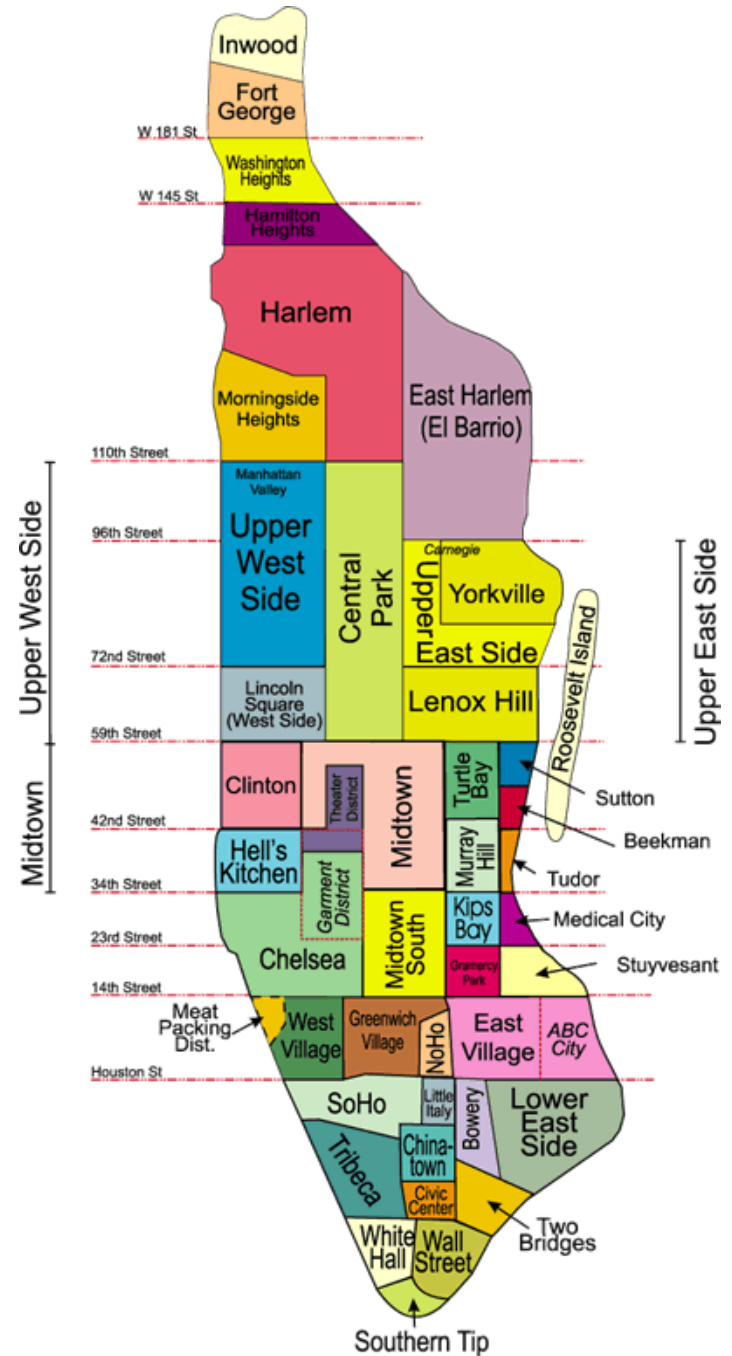 Inwood
Fort
George
W 181 St
Washington
Heights
W 145 St
Hamilton
Heights
Harlem
Morningside
Heights
East Harlem
(El Barrio)
110th Street
Manhattan
Valley
Upper
West
Side
Upper West Side
Central
Park
96th Street
Carnegie
Upper
East Side
Yorkville
Upper East Side
Roosevelt Island
72nd Street
Lincoln
Square
(West Side)
Lenox Hill
59th Street
Midtown
Clinton
Theater
District
Midtown
Turtle
Bay
Sutton
42nd Street
Beekman
Hell's
Kitchen
Garment
District
Murray
Hill
Tudor
34th Street
Kips
Bay
Medical City
23rd Street
Chelsea
Midtown
South
Gramercy
Park
Stuyvesant
14th Street
Meat
Packing
Dist.
West
Village
Greenwich
Village
NoHo
East
Village
ABC
City
Houston St
SoHo
Little
Italy
Bowery
Lower
East
Side
Tribeca
China-
town
Civic
Center
Two
Bridges
White
Hall
Wall
Street
Southern Tip